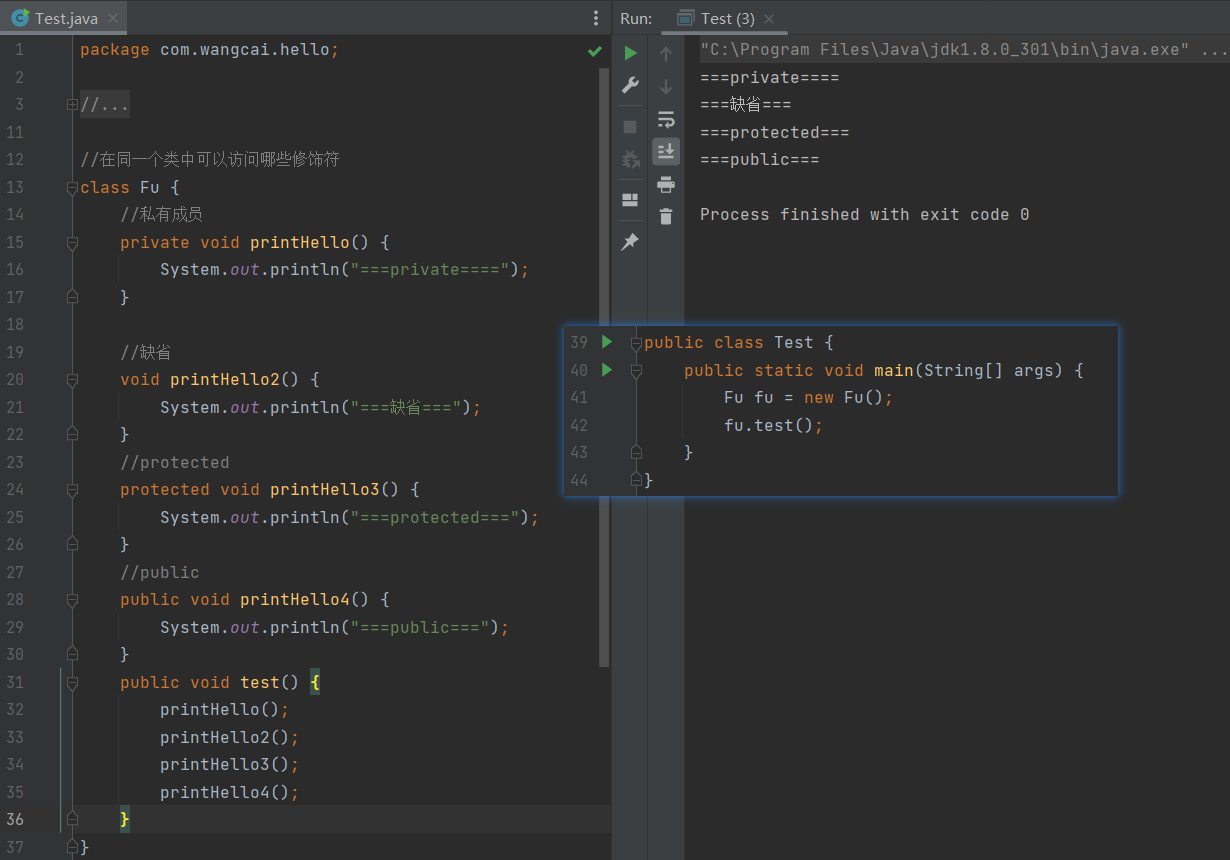 Test.java
1 package com.wangcai.hello;
2
3 //...
11
12 //在同一个类中可以访问哪些修饰符
13 class Fu {
14 //私有成员
15 private void printHello() {
16 System.out.println("===private====");
17 }
18
19 //缺省
20 void printHello2() {
21 System.out.println("===缺省===");
22 }
23 //protected
24 protected void printHello3() {
25 System.out.println("===protected===");
26 }
27 //public
28 public void printHello4() {
29 System.out.println("===public===");
30 }
31 public void test() {
32 printHello();
33 printHello2();
34 printHello3();
35 printHello4();
36 }
37 }
Run: Test (3)
"C:\Program Files\Java\jdk1.8.0_301\bin\java.exe" ...
===private====
===缺省===
===protected===
===public===
Process finished with exit code 0
39 public class Test {
40 public static void main(String[] args) {
41 Fu fu = new Fu();
42 fu.test();
43 }
44 }